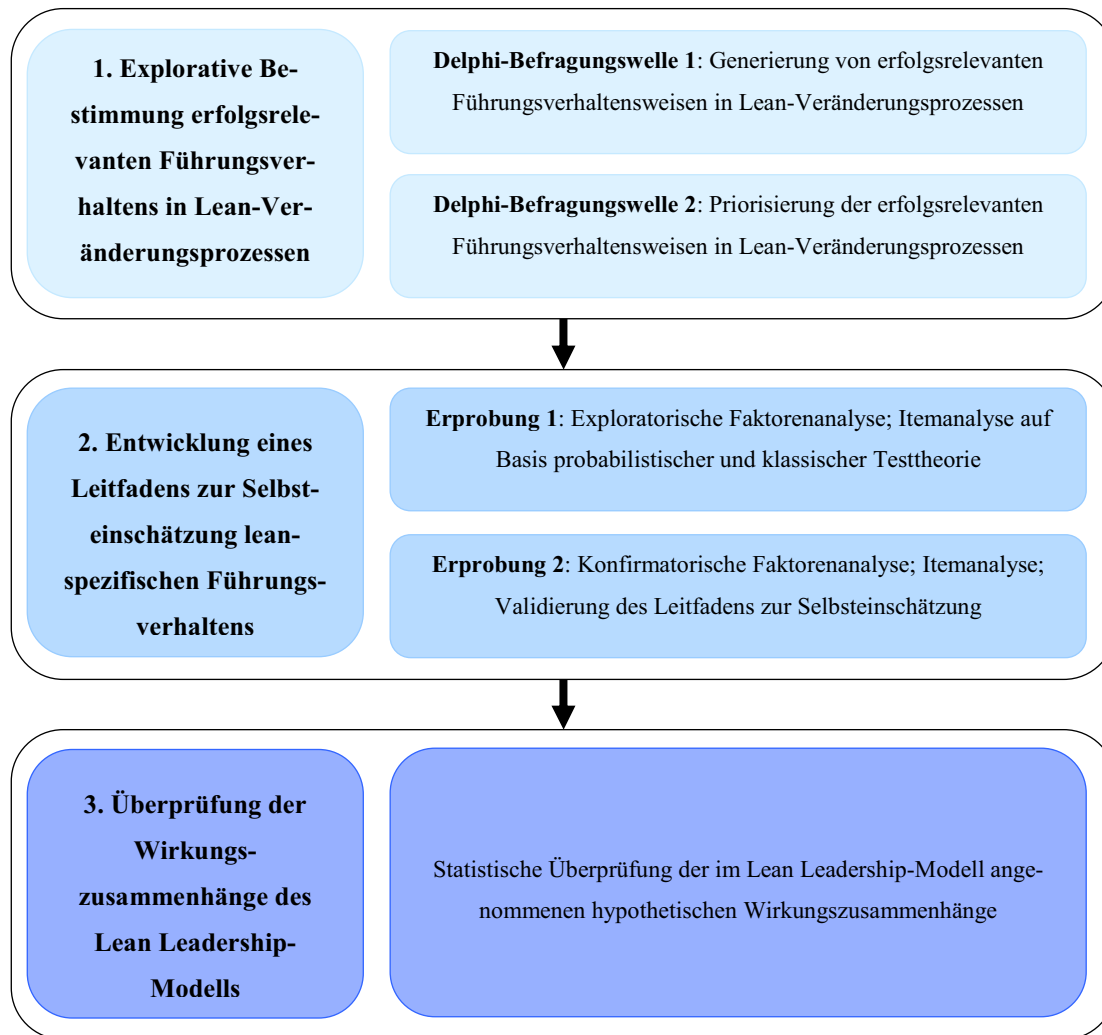 1. Explorative Be-
stimmung erfolgsrele-
vanten Führungsver-
haltens in Lean-Ver-
änderungsprozessen
Delphi-Befragungswelle 1: Generierung von erfolgsrelevanten
Führungsverhaltensweisen in Lean-Veränderungsprozessen
Delphi-Befragungswelle 2: Priorisierung der erfolgsrelevanten
Führungsverhaltensweisen in Lean-Veränderungsprozessen
2. Entwicklung eines
Leitfadens zur Selbst-
einschätzung lean-
spezifischen Führungs-
verhaltens
Erprobung 1: Exploratorische Faktorenanalyse; Itemanalyse auf
Basis probabilistischer und klassischer Testtheorie
Erprobung 2: Konfirmatorische Faktorenanalyse; Itemanalyse;
Validierung des Leitfadens zur Selbsteinschätzung
3. Überprüfung der
Wirkungs-
zusammenhänge des
Lean Leadership-
Modells
Statistische Überprüfung der im Lean Leadership-Modell ange-
nommenen hypothetischen Wirkungszusammenhänge